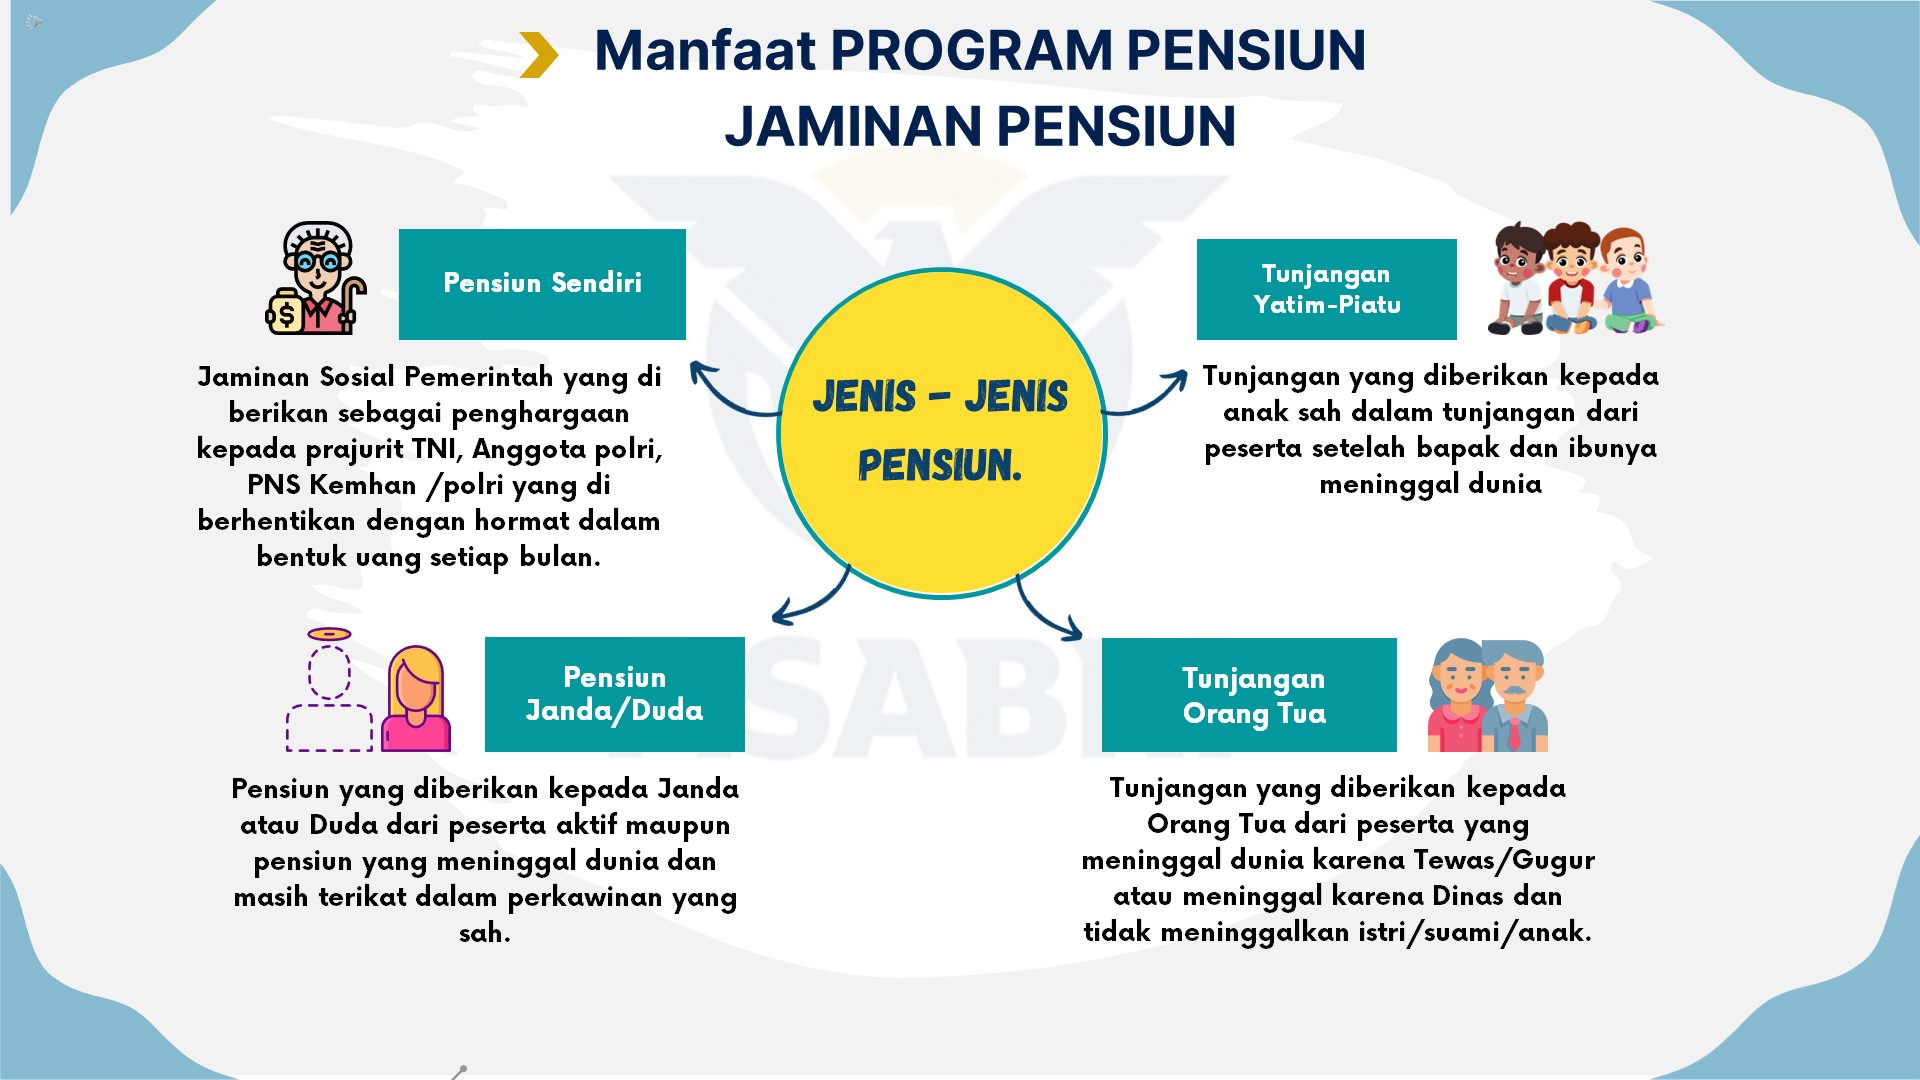 Manfaat PROGRAM PENSIUN
JAMINAN PENSIUN
Pensiun Sendiri
Jaminan Sosial Pemerintah yang di
berikan sebagai penghargaan
kepada prajurit TNI, Anggota polri,
PNS Kemhan /polri yang di
berhentikan dengan hormat dalam
bentuk uang setiap bulan.
Tunjangan
Yatim-Piatu
Tunjangan yang diberikan kepada
anak sah dalam tunjangan dari
peserta setelah bapak dan ibunya
meninggal dunia
JENIS – JENIS
PENSIUN.
Pensiun
Janda/Duda
Pensiun yang diberikan kepada Janda
atau Duda dari peserta aktif maupun
pensiun yang meninggal dunia dan
masih terikat dalam perkawinan yang
sah.
Tunjangan
Orang Tua
Tunjangan yang diberikan kepada
Orang Tua dari peserta yang
meninggal dunia karena Tewas/Gugur
atau meninggal karena Dinas dan
tidak meninggalkan istri/suami/anak.
$